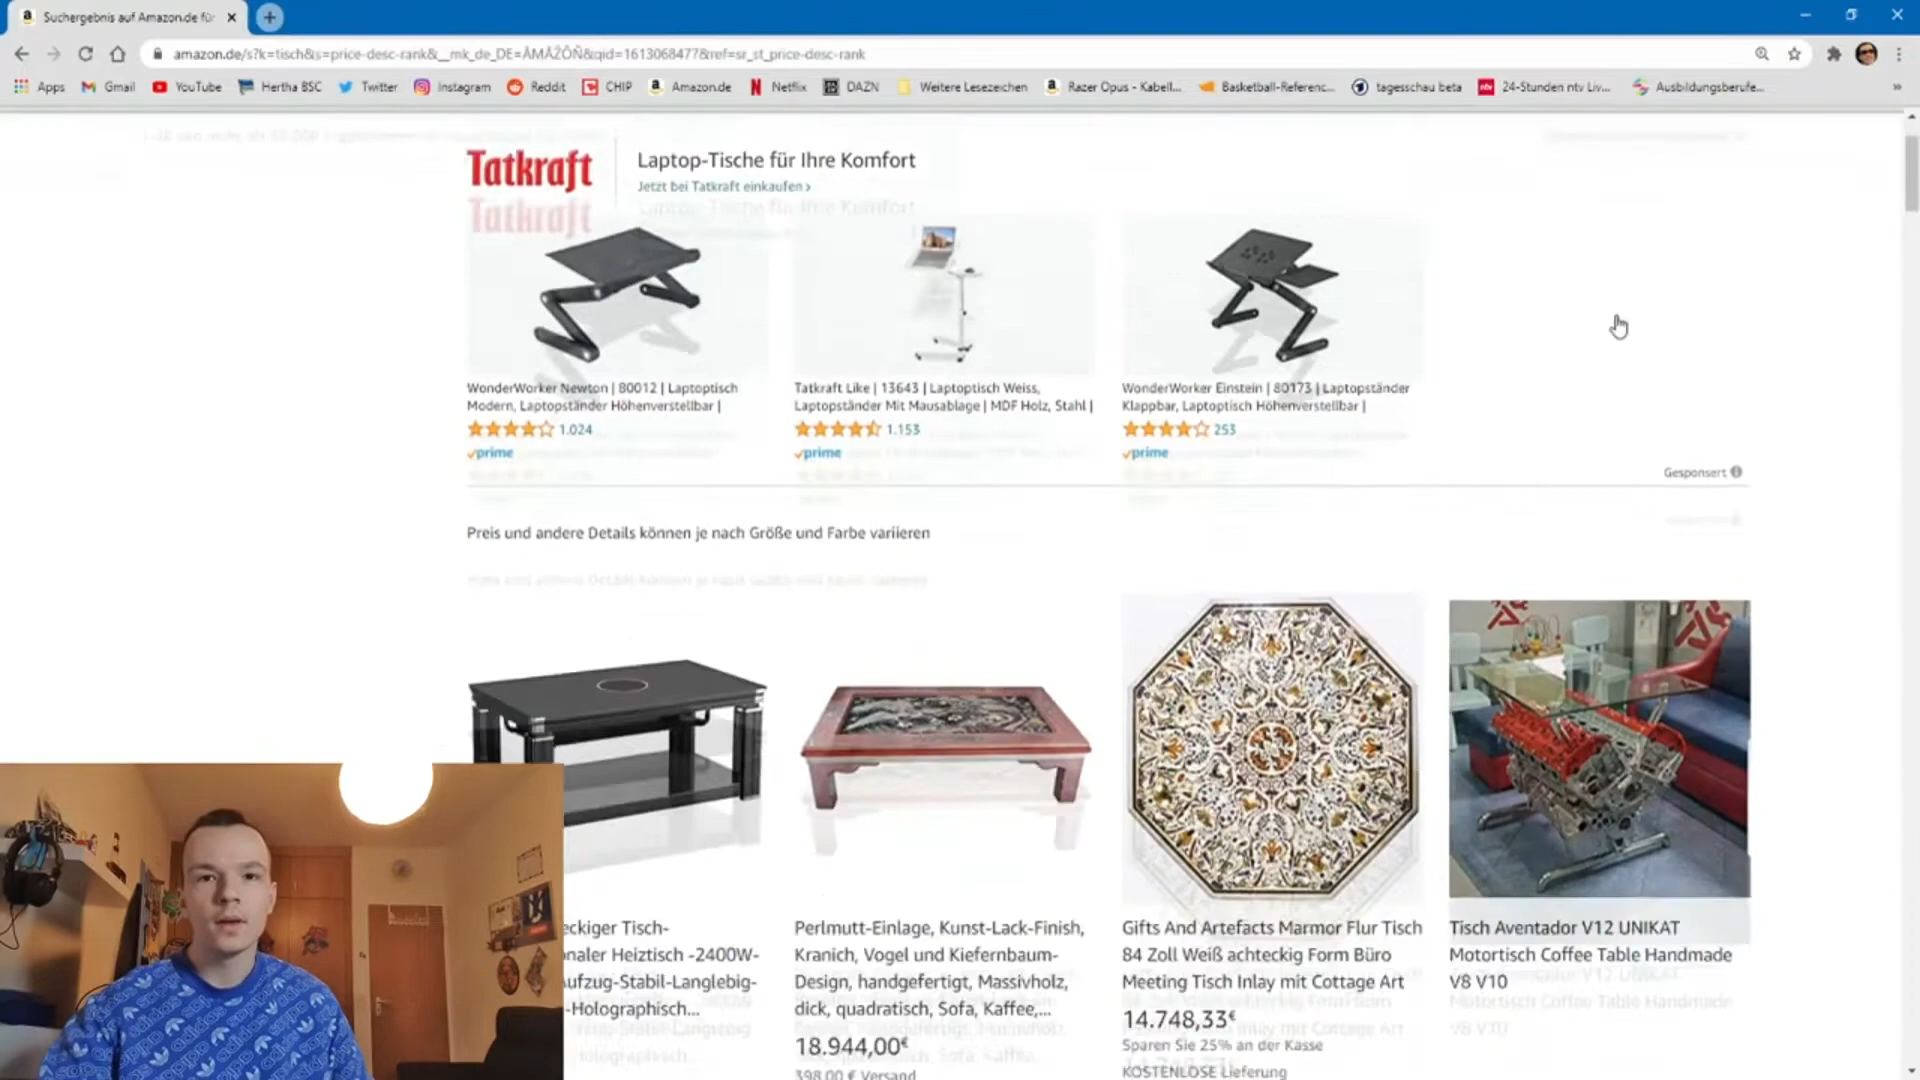 Suchergebnis auf Amazon.de für
amazon.de/s?k=tisch&s=price-desc-rank&__mk_de_DE=ÅMÅŽÕÑ&qid=1613068477&ref=sr_st_price-desc-rank
Apps Gmail YouTube Hertha BSC Twitter Instagram Reddit CHIP Amazon.de Netflix DAZN Weitere Lesezeichen Razer Opus - Kabell... Basketball-Referenc... tagesschau beta 24-Stunden ntv Liv... Ausbildungsberufe...
Tatkraft
Laptop-Tische für Ihre Komfort
Jetzt bei Tatkraft einkaufen ›
WonderWorker Newton | 80012 | Laptoptisch
Modern, Laptopständer Höhenverstellbar |
1.024
prime
Tatkraft Like | 13643 | Laptoptisch Weiss,
Laptopständer Mit Mausablage | MDF Holz, Stahl |
1.153
prime
WonderWorker Einstein | 80173 | Laptopständer
Klappbar, Laptoptisch Höhenverstellbar |
253
prime
Gesponsert
Preis und andere Details können je nach Größe und Farbe variieren
eckiger Tisch-
naler Heiztisch -2400W-
ufzug-Stabil-Langlebig-
-Holographisch...
Perlmutt-Einlage, Kunst-Lack-Finish,
Kranich, Vogel und Kiefernbaum-
Design, handgefertigt, Massivholz,
dick, quadratisch, Sofa, Kaffee,...
18.944,00€
398,00 € Versand
Gifts And Artefacts Marmor Flur Tisch
84 Zoll Weiß achteckig Form Büro
Meeting Tisch Inlay mit Cottage Art
14.748,33€
Sparen Sie 25% an der Kasse
KOSTENLOSE Lieferung
Tisch Aventador V12 UNIKAT
Motortisch Coffee Table Handmade
V8 V10